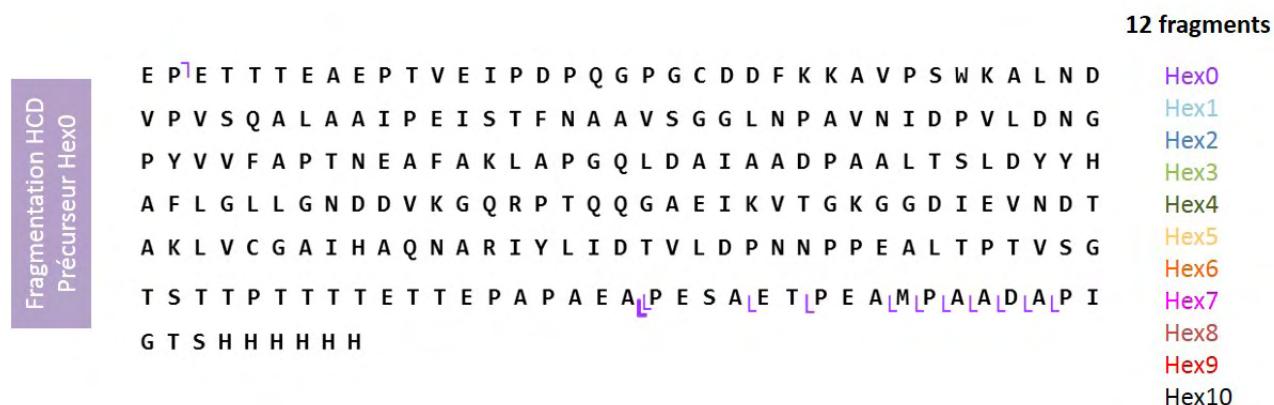 12 fragments
Fragmentation HCD
Précurseur Hex0
E P E T T T E A E P T V E I P D P Q G P G C D D F K K A V P S W K A L N D
V P V S Q A L A A I P E I S T F N A A V S G G L N P A V N I D P V L D N G
P Y V V F A P T N E A F A K L A P G Q L D A I A A D P A A L T S L D Y Y H
A F L G L L G N D D V K G Q R P T Q Q G A E I K V T G K G G D I E V N D T
A K L V C G A I H A Q N A R I Y L I D T V L D P N N P P E A L T P T V S G
T S T T P T T T T E T T E P A P A E A P E S A E T P E A M P A A D A P I
G T S H H H H H H
Hex0
Hex1
Hex2
Hex3
Hex4
Hex5
Hex6
Hex7
Hex8
Hex9
Hex10